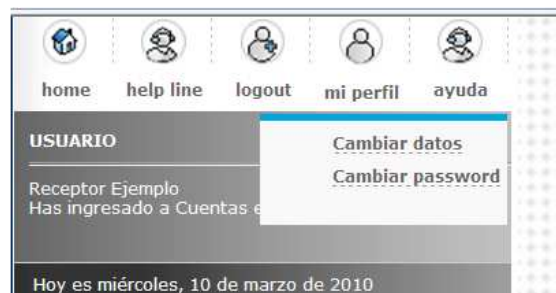 home help line logout mi perfil ayuda
USUARIO
Cambiar datos
Cambiar password
Receptor Ejemplo
Has ingresado a Cuentas
Hoy es miércoles, 10 de marzo de 2010